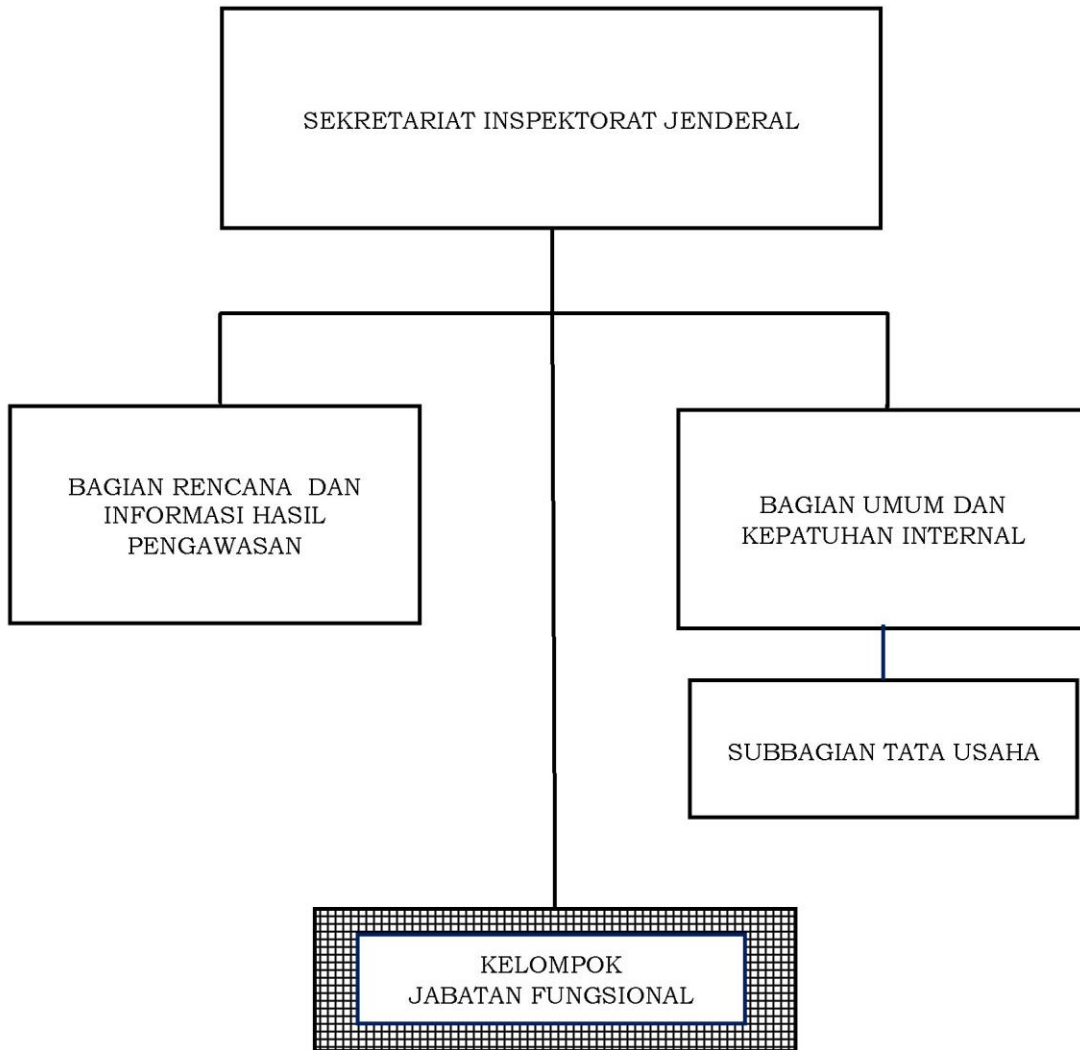 SEKRETARIAT INSPEKTORAT JENDERAL
BAGIAN RENCANA DAN
INFORMASI HASIL
PENGAWASAN
BAGIAN UMUM DAN
KEPATUHAN INTERNAL
SUBBAGIAN TATA USAHA
KELOMPOK
JABATAN FUNGSIONAL